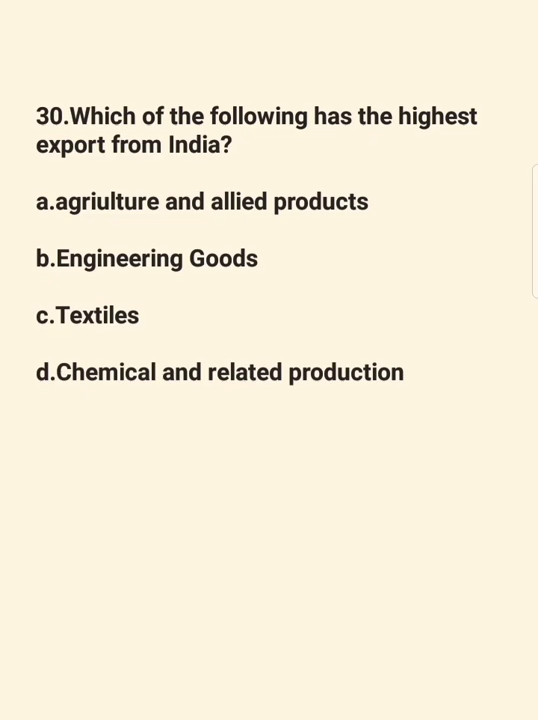 30.Which of the following has the highest
export from India?
a.agriulture and allied products
b.Engineering Goods
c.Textiles
d.Chemical and related production